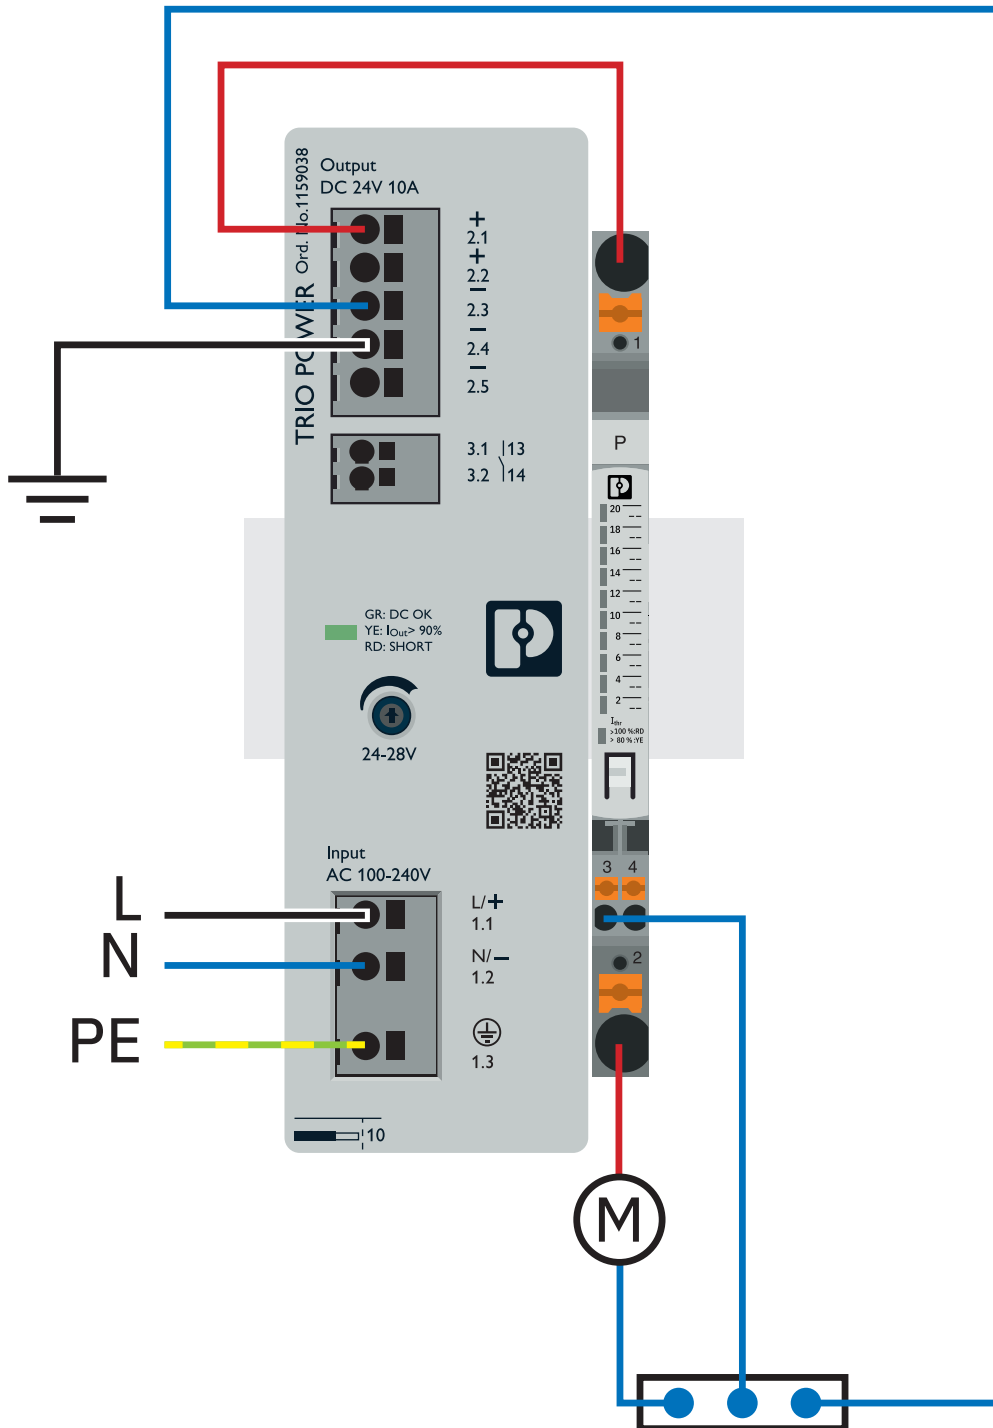 Output
DC 24V 10A
Ord. No.1159038
TRIO POWER
+
2.1
+
2.2
−
2.3
−
2.4
−
2.5
3.1 13
3.2 14
GR: DC OK
YE: IOut> 90%
RD: SHORT
24-28V
Input
AC 100-240V
L/+
1.1
N/−
1.2
1.3
10
L
N
PE
1
P
20
--
18
--
16
--
14
--
12
--
10
--
8
--
6
--
4
--
2
--
Ithr
>100 %:RD
> 80 %:YE
3 4
2
M